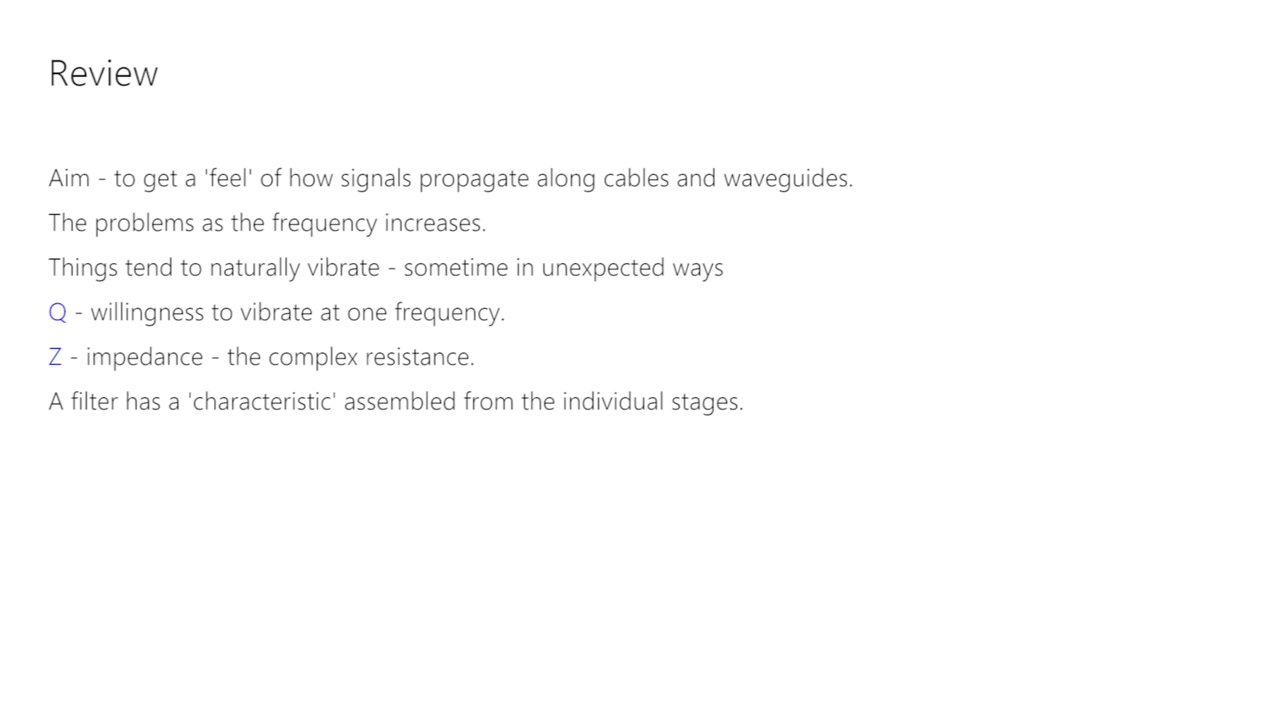 Review
Aim - to get a 'feel' of how signals propagate along cables and waveguides.
The problems as the frequency increases.
Things tend to naturally vibrate - sometime in unexpected ways
Q - willingness to vibrate at one frequency.
Z - impedance - the complex resistance.
A filter has a 'characteristic' assembled from the individual stages.